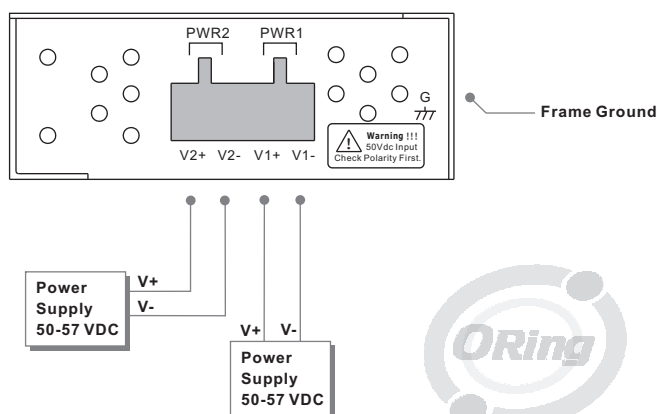 PWR2 PWR1
G
Frame Ground
Warning !!!
50Vdc Input
Check Polarity First.
V2+ V2- V1+ V1-
V+
Power
Supply
50-57 VDC
V-
V+ V-
Power
Supply
50-57 VDC
ORing